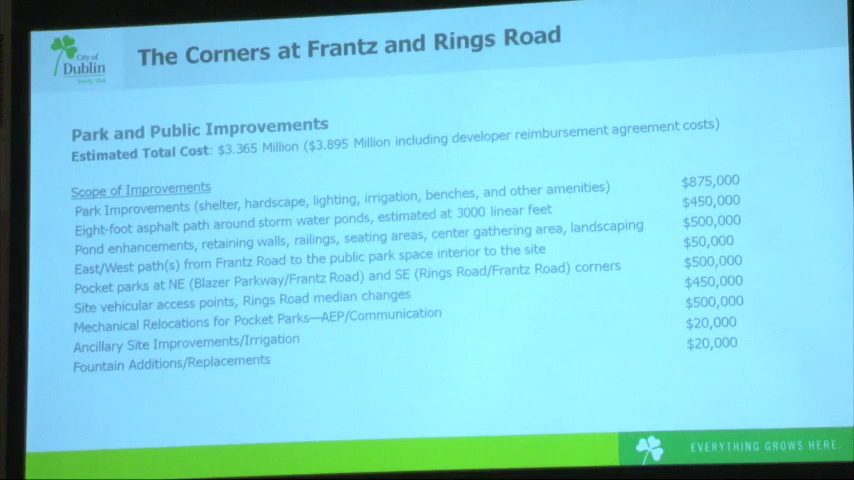 City of
Dublin
The Corners at Frantz and Rings Road
Park and Public Improvements
Estimated Total Cost: $3.365 Million ($3.895 Million including developer reimbursement agreement costs)
Scope of Improvements
Park Improvements (shelter, hardscape, lighting, irrigation, benches, and other amenities) $875,000
Eight-foot asphalt path around storm water ponds, estimated at 3000 linear feet $450,000
Pond enhancements, retaining walls, railings, seating areas, center gathering area, landscaping $500,000
East/West path(s) from Frantz Road to the public park space interior to the site $50,000
Pocket parks at NE (Blazer Parkway/Frantz Road) and SE (Rings Road/Frantz Road) corners $500,000
Site vehicular access points, Rings Road median changes $450,000
Mechanical Relocations for Pocket Parks—AEP/Communication $500,000
Ancillary Site Improvements/Irrigation $20,000
Fountain Additions/Replacements $20,000
EVERYTHING GROWS HERE